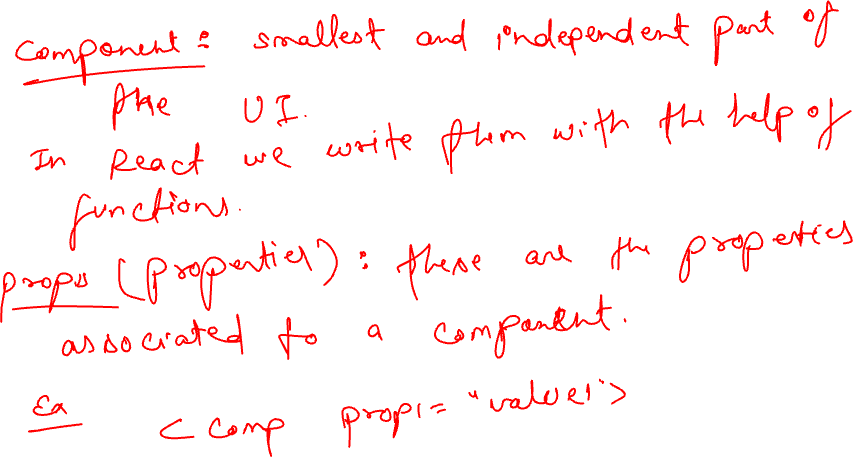 Component : smallest and independent part of
the UI.
In React we write them with the help of
functions.
props (properties) : these are the properties
associated to a component.
Ex < Comp prop1= "value1">